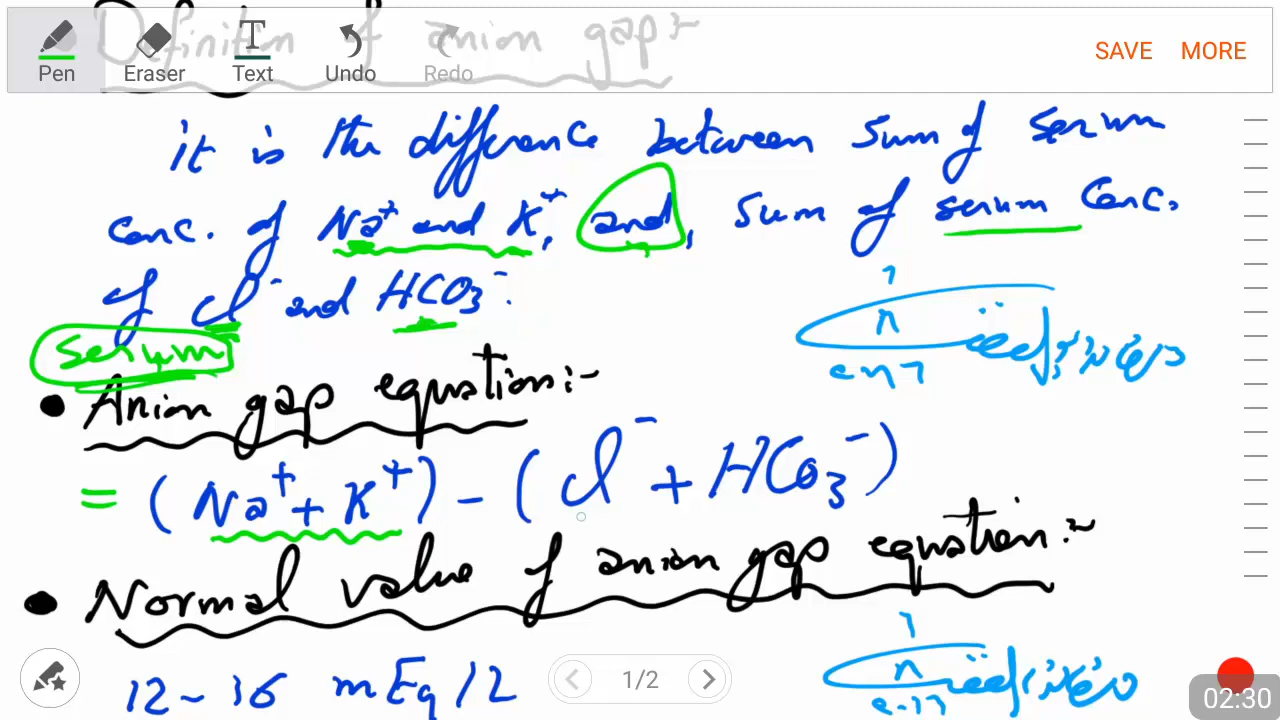 Definition of anion gap:-
Pen Eraser Text Undo Redo SAVE MORE
it is the difference between sum of serum
conc. of Na+ and K+, and, sum of serum Conc.
of Cl- and HCO3-.
Serum
• Anion gap equation:-
= (Na+ + K+) - (Cl- + HCO3-)
• Normal value of anion gap equation:-
12-16 mEq/L
1/2
02:30